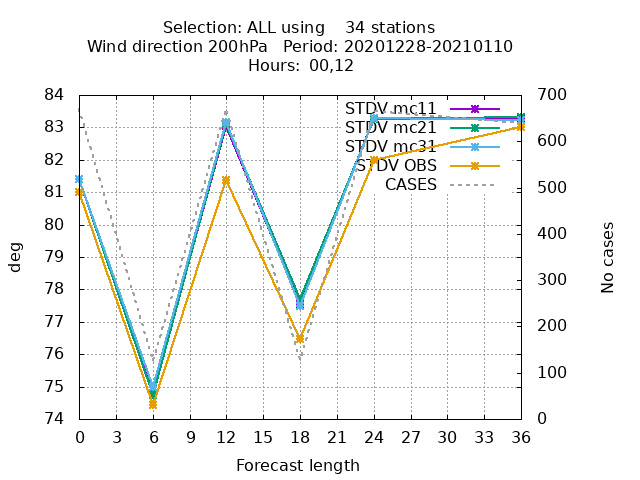 Selection: ALL using    34 stations
Wind direction 200hPa   Period: 20201228-20210110
Hours: 00,12
84
83
82
81
80
79
78
77
76
75
74
700
600
500
400
300
200
100
0
STDV mc11
STDV mc21
STDV mc31
STDV OBS
CASES
deg
No cases
0 3 6 9 12 15 18 21 24 27 30 33 36
Forecast length